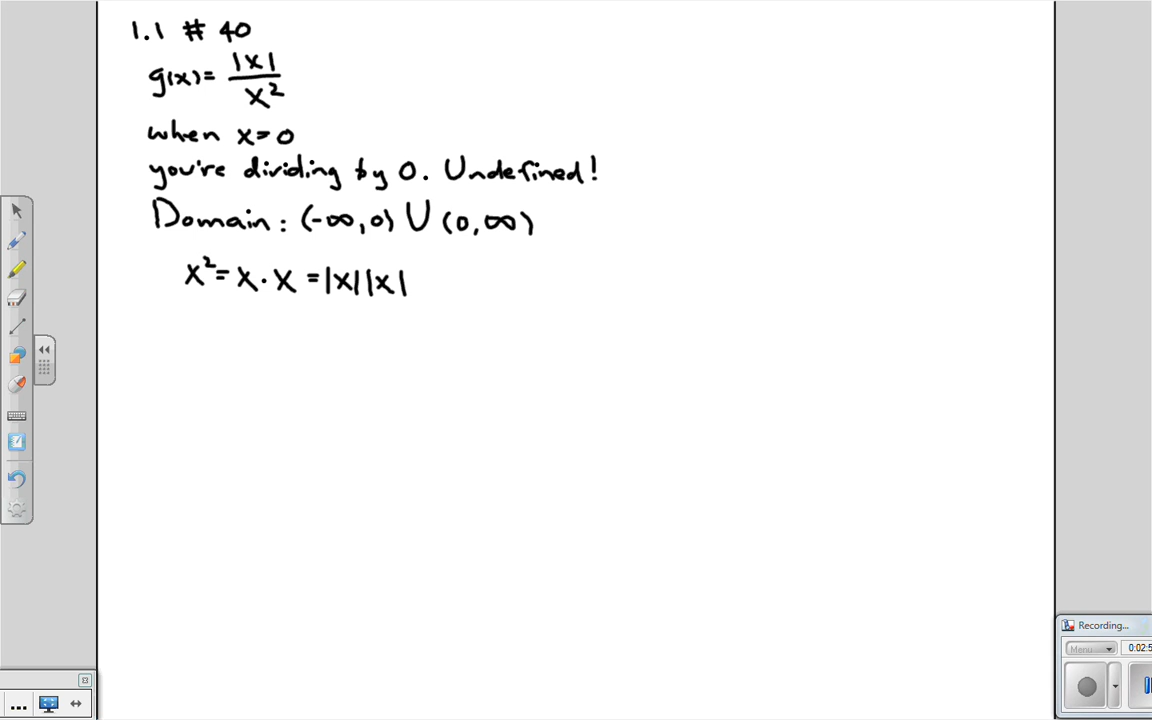 1.1 # 40
g(x) = |x| / x²
when x=0
you're dividing by 0. Undefined!
Domain: (-∞,0) ∪ (0,∞)
x² = x · x = |x||x|
Recording...
Menu
0:02:5
...